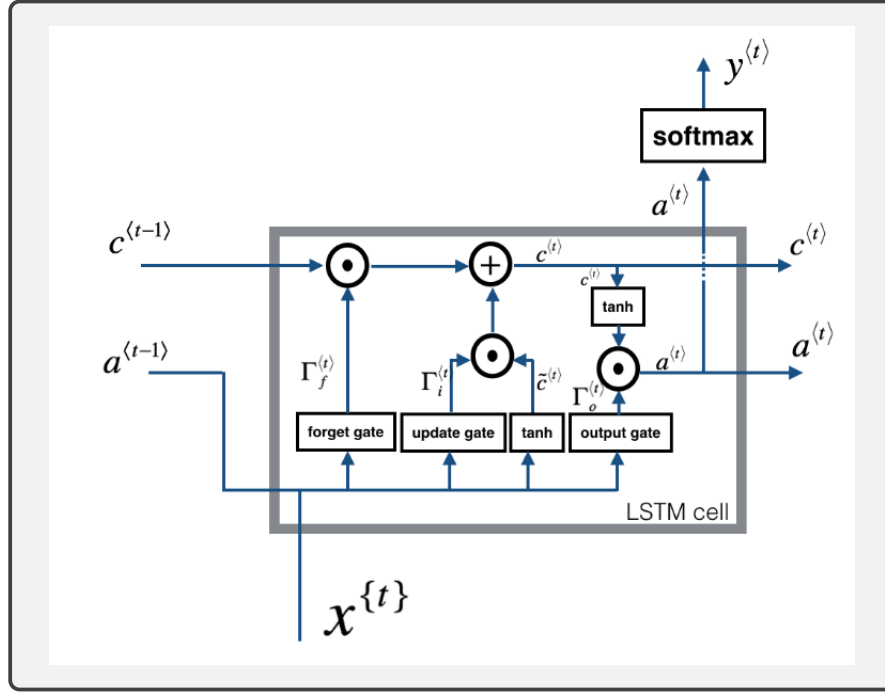 y⟨t⟩
softmax
a⟨t⟩
c⟨t−1⟩ c⟨t⟩ c⟨t⟩
c⟨t⟩
tanh
a⟨t−1⟩ Γf⟨t⟩ Γi⟨t⟩ c̃⟨t⟩ Γo⟨t⟩ a⟨t⟩ a⟨t⟩
forget gate update gate tanh output gate
LSTM cell
x{t}